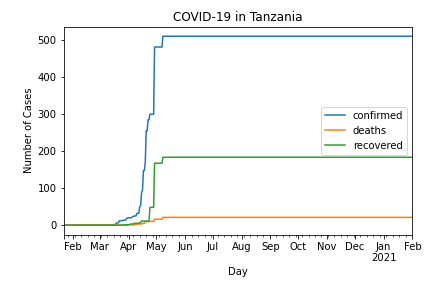 COVID-19 in Tanzania
Number of Cases
500
400
300
200
100
0
confirmed
deaths
recovered
Feb Mar Apr May Jun Jul Aug Sep Oct Nov Dec Jan Feb
2021
Day